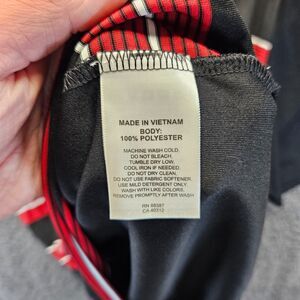 MADE IN VIETNAM
BODY:
100% POLYESTER
MACHINE WASH COLD.
DO NOT BLEACH.
TUMBLE DRY LOW.
COOL IRON IF NEEDED.
DO NOT DRY CLEAN.
DO NOT USE FABRIC SOFTENER.
USE MILD DETERGENT ONLY.
WASH WITH LIKE COLORS.
REMOVE PROMPTLY AFTER WASH
RN 88387
CA 40312